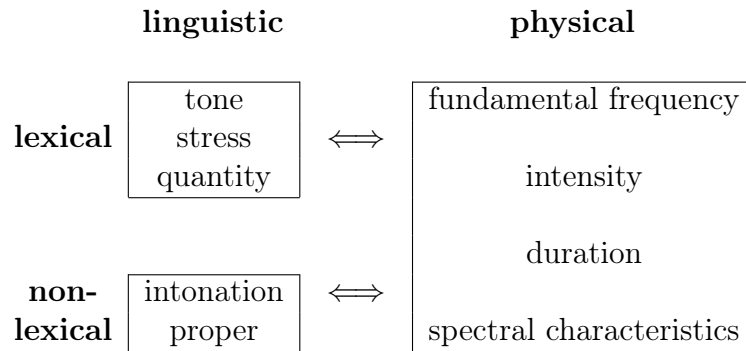 linguistic physical
tone fundamental frequency
lexical stress ⟺
quantity intensity
duration
non- intonation ⟺
lexical proper spectral characteristics